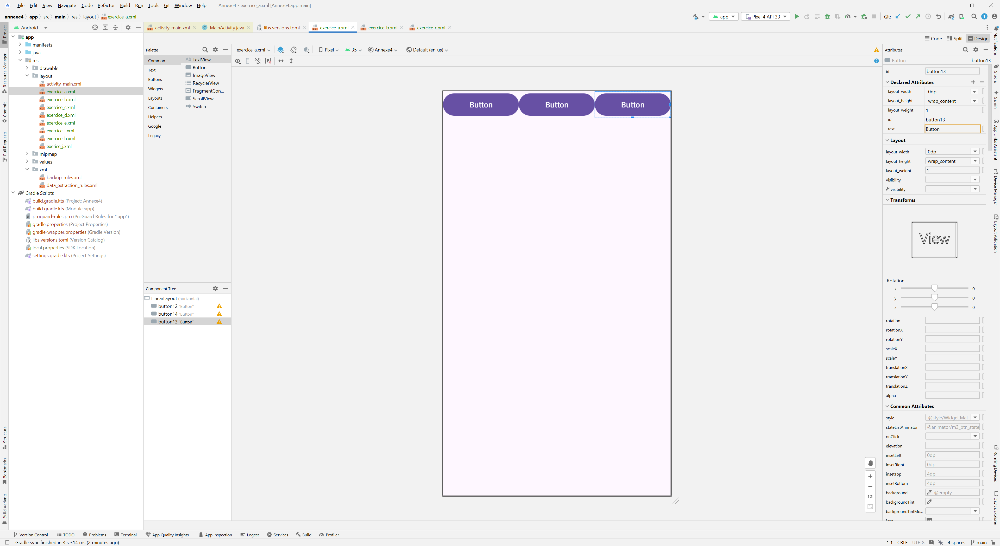 File Edit View Navigate Code Refactor Build Run Tools Git Window Help Annexe4 - exercice_a.xml [Annexe4.app.main]
annexe4 app src main res layout exercice_a.xml app Pixel 4 API 33 Git:
Android activity_main.xml MainActivity.java libs.versions.toml exercice_a.xml exercice_b.xml exercice_c.xml
Project
Resource Manager
Commit
Pull Requests
Structure
Bookmarks
Build Variants
app
manifests
java
res
drawable
layout
activity_main.xml
exercice_a.xml
exercice_b.xml
exercice_c.xml
exercice_d.xml
exercice_e.xml
exercice_f.xml
exercice_h.xml
exerice_j.xml
mipmap
values
xml
backup_rules.xml
data_extraction_rules.xml
Gradle Scripts
build.gradle.kts (Project: Annexe4)
build.gradle.kts (Module :app)
proguard-rules.pro (ProGuard Rules for ":app")
gradle.properties (Project Properties)
gradle-wrapper.properties (Gradle Version)
libs.versions.toml (Version Catalog)
local.properties (SDK Location)
settings.gradle.kts (Project Settings)
Code Split Design
Palette
Common
Text
Buttons
Widgets
Layouts
Containers
Helpers
Google
Legacy
Ab TextView
Button
ImageView
RecyclerView
FragmentCon...
ScrollView
Switch
Component Tree
LinearLayout (horizontal)
button12 "Button"
button14 "Button"
button13 "Button"
exercice_a.xml Pixel 35 Annexe4 Default (en-us)
Button Button Button
1:1
Attributes
Button button13
id button13
Declared Attributes
layout_width 0dp
layout_height wrap_content
layout_weight 1
id button13
text Button
Layout
layout_width 0dp
layout_height wrap_content
layout_weight 1
visibility
visibility
Transforms
View
Rotation
x 0
y 0
z 0
rotation
rotationX
rotationY
scaleX
scaleY
translationX
translationY
translationZ
alpha
Common Attributes
style @style/Widget.Mat
stateListAnimator @animator/m3_btn_state
onClick
elevation
insetLeft 0dp
insetRight 0dp
insetTop 4dp
insetBottom 4dp
background @empty
backgroundTint
backgroundTintMo...
Notifications
Gradle
Gemini
App Links Assistant
Device Manager
Layout Validation
Running Devices
Device Explorer
Version Control TODO Problems Terminal App Quality Insights App Inspection Logcat Services Build Profiler
Gradle sync finished in 3 s 314 ms (2 minutes ago) 1:1 CRLF UTF-8 4 spaces main